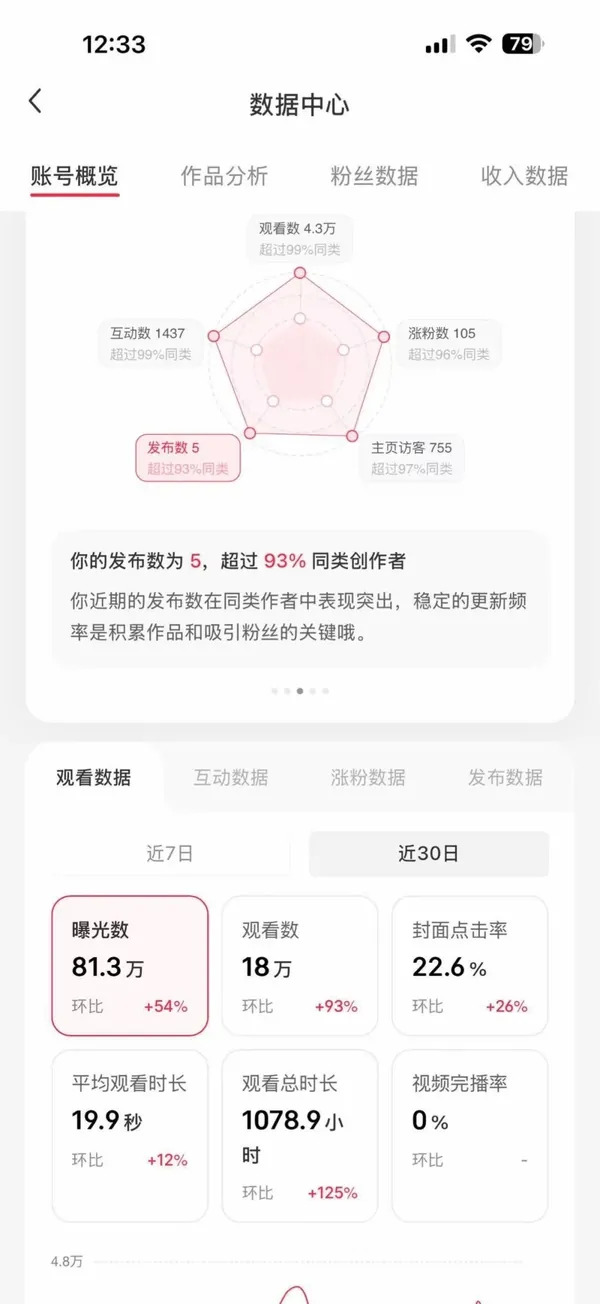 12:33
79
数据中心
账号概览 作品分析 粉丝数据 收入数据
观看数 4.3万
超过99%同类
互动数 1437
超过99%同类
涨粉数 105
超过96%同类
发布数 5
超过93%同类
主页访客 755
超过97%同类
你的发布数为 5，超过 93% 同类创作者
你近期的发布数在同类作者中表现突出，稳定的更新频
率是积累作品和吸引粉丝的关键哦。
观看数据 互动数据 涨粉数据 发布数据
近7日 近30日
曝光数
81.3万
环比 +54%
观看数
18万
环比 +93%
封面点击率
22.6%
环比 +26%
平均观看时长
19.9秒
环比 +12%
观看总时长
1078.9小
时
环比 +125%
视频完播率
0%
环比 -
4.8万